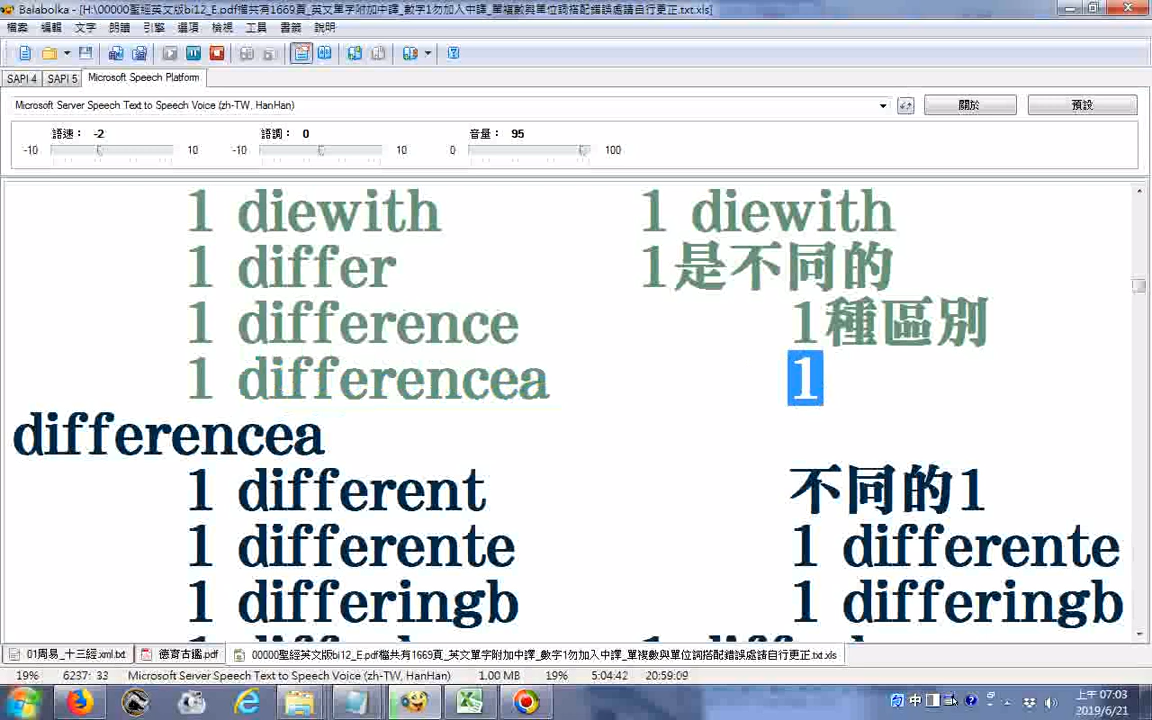 Balabolka - [H:\00000聖經英文版bi12_E.pdf檔共有1669頁_英文單字附加中譯_數字1勿加入中譯_單複數與單位詞搭配錯誤處請自行更正.txt.xls]
檔案 編輯 文字 朗讀 引擎 選項 檢視 工具 書籤 說明
SAPI 4 SAPI 5 Microsoft Speech Platform
Microsoft Server Speech Text to Speech Voice (zh-TW, HanHan) 關於 預設
語速： -2 語調： 0 音量： 95
-10 10 -10 10 0 100
1 diewith 1 diewith
1 differ 1是不同的
1 difference 1種區別
1 differencea 1
differencea
1 different 不同的1
1 differente 1 differente
1 differingb 1 differingb
01周易_十三經.xml.txt 德育古鑑.pdf 00000聖經英文版bi12_E.pdf檔共有1669頁_英文單字附加中譯_數字1勿加入中譯_單複數與單位詞搭配錯誤處請自行更正.txt.xls
19% 6237: 33 Microsoft Server Speech Text to Speech Voice (zh-TW, HanHan) 1.00 MB 19% 5:04:42 20:59:09
中 上午 07:03
2019/6/21